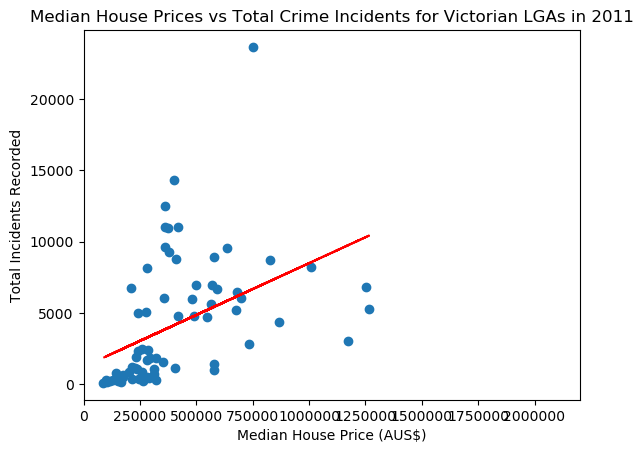 Median House Prices vs Total Crime Incidents for Victorian LGAs in 2011
Total Incidents Recorded
20000
15000
10000
5000
0
0 250000 500000 750000 1000000 1250000 1500000 1750000 2000000
Median House Price (AUS$)